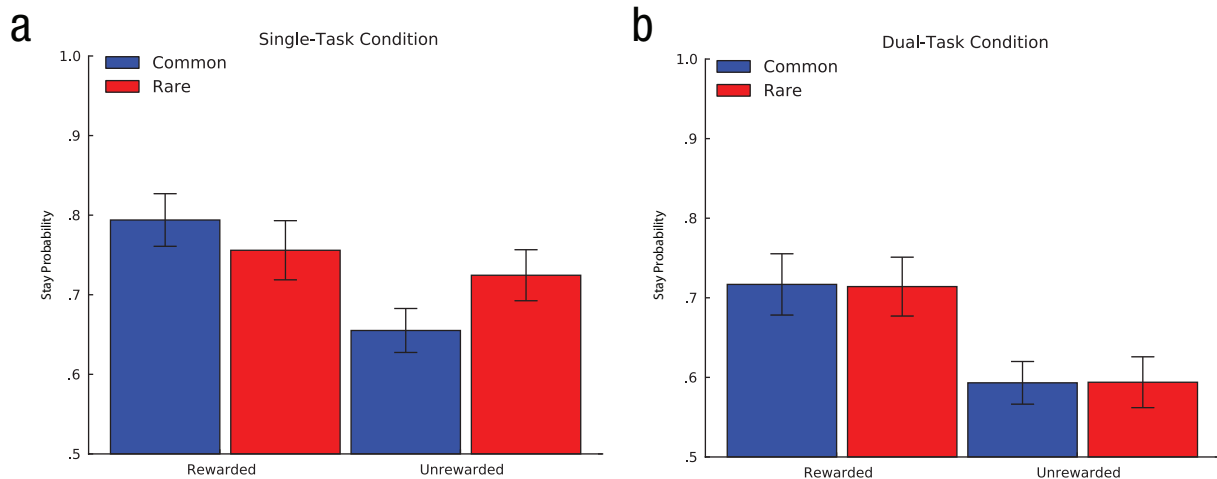 a
Single-Task Condition
1.0
.9
.8
.7
.6
.5
Stay Probability
Common
Rare
Rewarded
Unrewarded
b
Dual-Task Condition
1.0
.9
.8
.7
.6
.5
Stay Probability
Common
Rare
Rewarded
Unrewarded